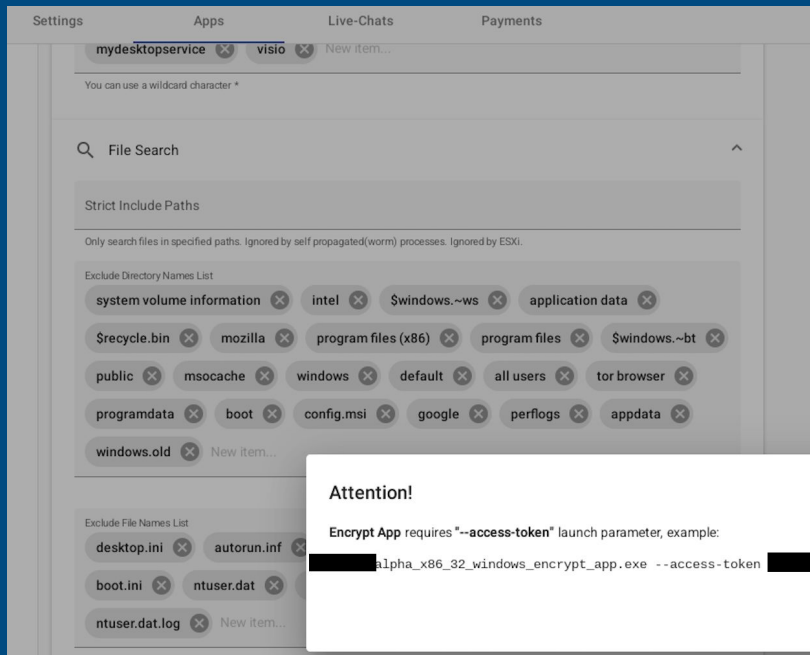 Settings Apps Live-Chats Payments
mydesktopservice visio New item...
You can use a wildcard character *
File Search
Strict Include Paths
Only search files in specified paths. Ignored by self propagated(worm) processes. Ignored by ESXi.
Exclude Directory Names List
system volume information intel $windows.~ws application data
$recycle.bin mozilla program files (x86) program files $windows.~bt
public msocache windows default all users tor browser
programdata boot config.msi google perflogs appdata
windows.old New item...
Attention!
Encrypt App requires "--access-token" launch parameter, example:
alpha_x86_32_windows_encrypt_app.exe --access-token
Exclude File Names List
desktop.ini autorun.inf
boot.ini ntuser.dat
ntuser.dat.log New item...